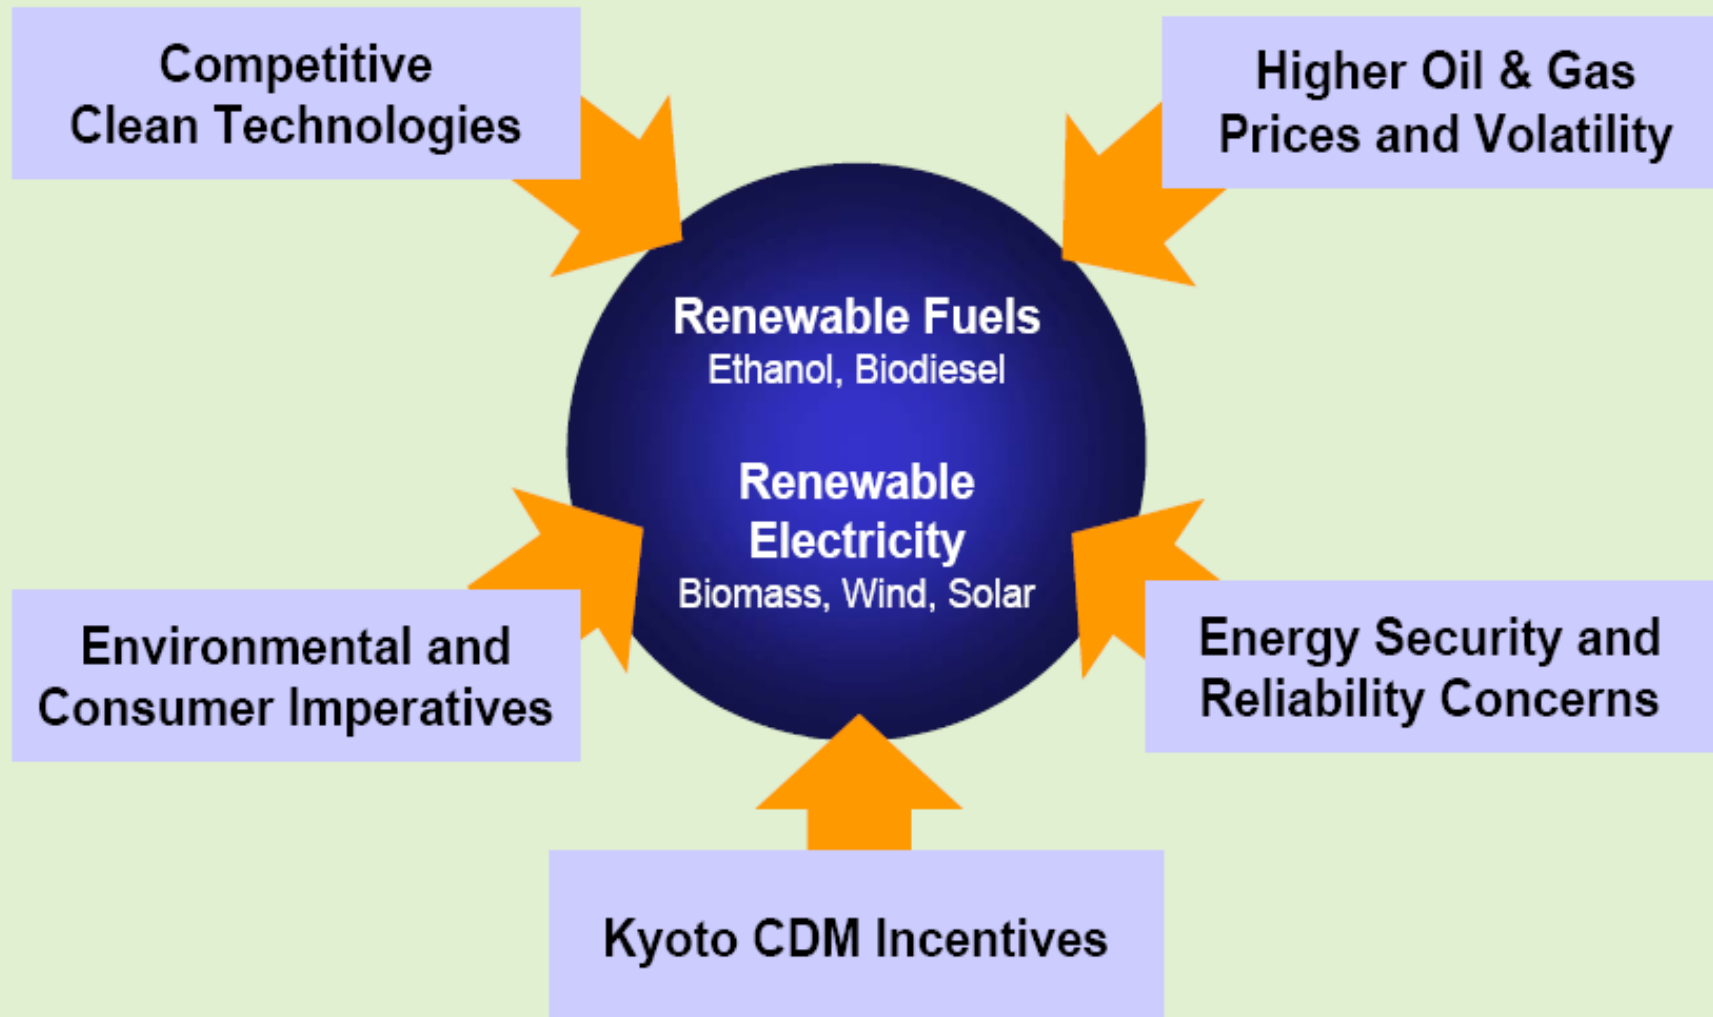 Competitive
Clean Technologies
Higher Oil & Gas
Prices and Volatility
Renewable Fuels
Ethanol, Biodiesel
Renewable
Electricity
Biomass, Wind, Solar
Environmental and
Consumer Imperatives
Energy Security and
Reliability Concerns
Kyoto CDM Incentives